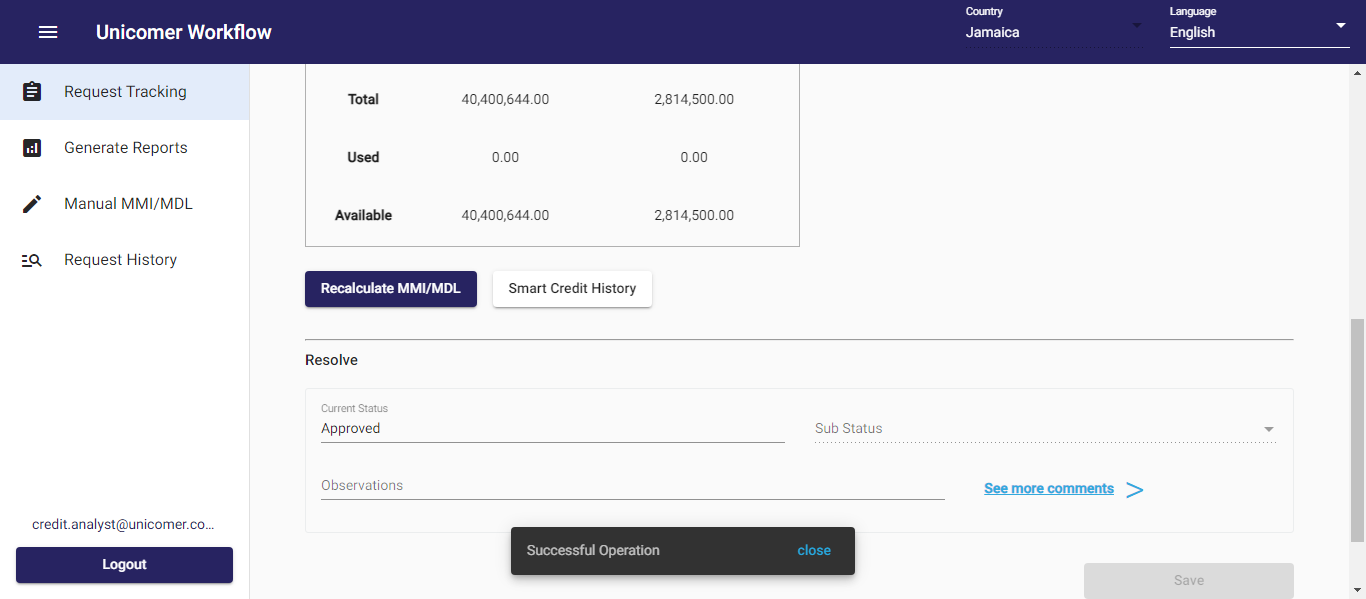 Unicomer Workflow
Country
Jamaica
Language
English
Request Tracking
Generate Reports
Manual MMI/MDL
Request History
credit.analyst@unicomer.co...
Logout
Total 40,400,644.00 2,814,500.00
Used 0.00 0.00
Available 40,400,644.00 2,814,500.00
Recalculate MMI/MDL
Smart Credit History
Resolve
Current Status
Approved
Sub Status
Observations
See more comments
Successful Operation
close
Save